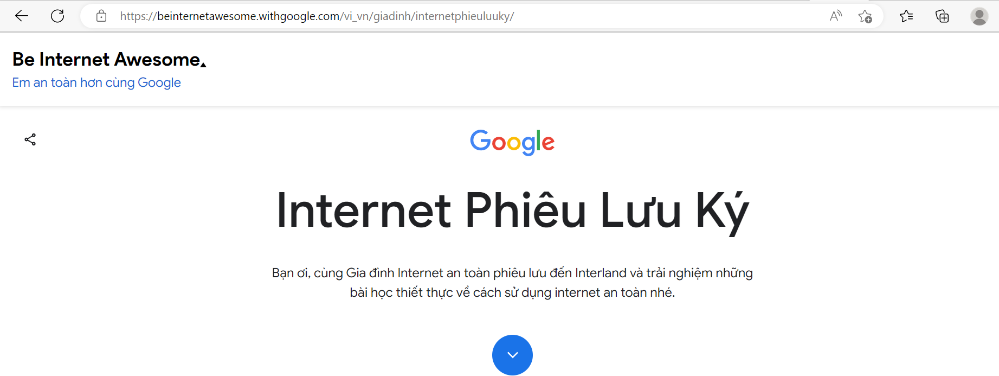 https://beinternetawesome.withgoogle.com/vi_vn/giadinh/internetphieuluuky/
Be Internet Awesome
Em an toàn hơn cùng Google
Google
Internet Phiêu Lưu Ký
Bạn ơi, cùng Gia đình Internet an toàn phiêu lưu đến Interland và trải nghiệm những
bài học thiết thực về cách sử dụng internet an toàn nhé.